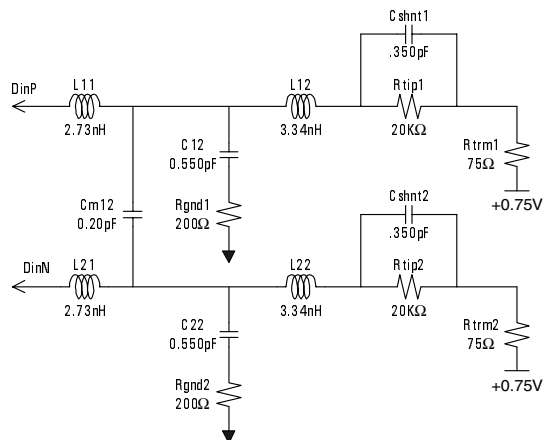 Cshnt1
.350pF
DinP
L11
2.73nH
L12
3.34nH
Rtip1
20KΩ
C12
0.550pF
Rtrm1
75Ω
+0.75V
Cm12
0.20pF
Rgnd1
200Ω
Cshnt2
.350pF
DinN
L21
2.73nH
L22
3.34nH
Rtip2
20KΩ
C22
0.550pF
Rtrm2
75Ω
+0.75V
Rgnd2
200Ω